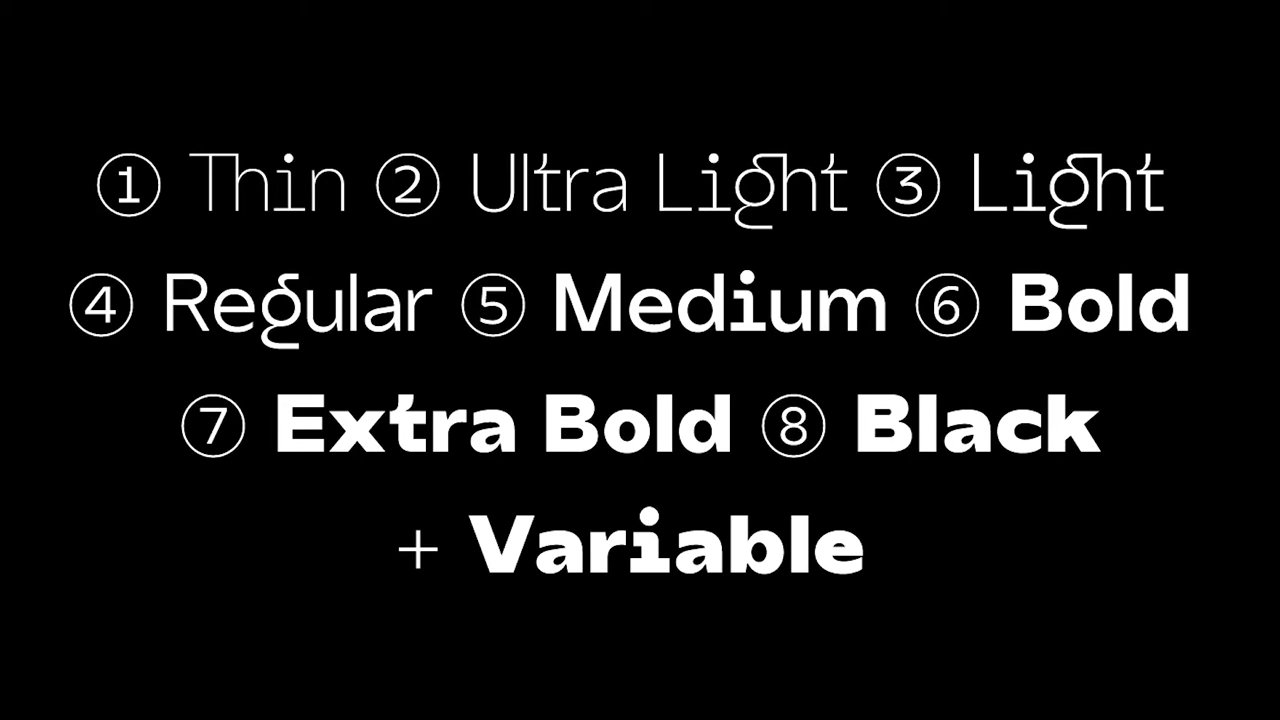 ① Thin ② Ultra Light ③ Light
④ Regular ⑤ Medium ⑥ Bold
⑦ Extra Bold ⑧ Black
+ Variable